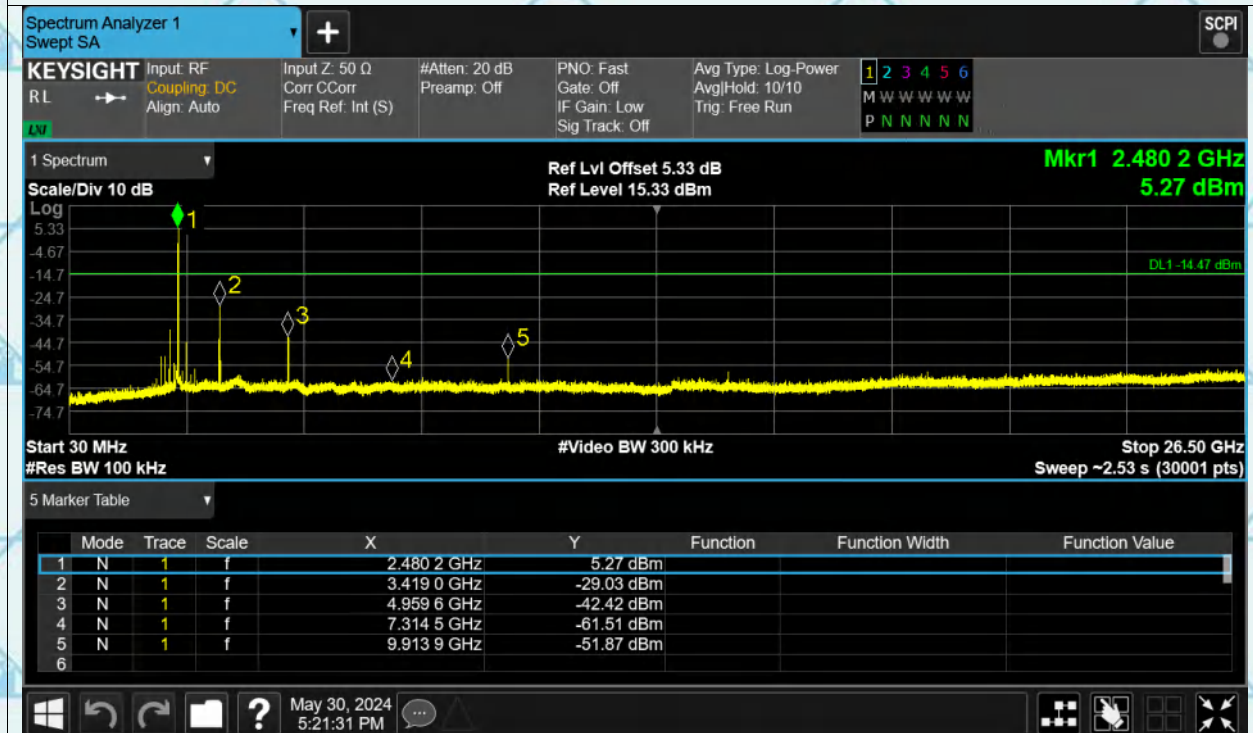 Spectrum Analyzer 1
Swept SA
+
SCPI
KEYSIGHT
RL
LXI
Input: RF
Coupling: DC
Align: Auto
Input Z: 50 Ω
Corr CCorr
Freq Ref: Int (S)
#Atten: 20 dB
Preamp: Off
PNO: Fast
Gate: Off
IF Gain: Low
Sig Track: Off
Avg Type: Log-Power
Avg|Hold: 10/10
Trig: Free Run
1 2 3 4 5 6
M W W W W W
P N N N N N
1 Spectrum
Scale/Div 10 dB
Ref Lvl Offset 5.33 dB
Ref Level 15.33 dBm
Mkr1 2.480 2 GHz
5.27 dBm
Log
5.33
-4.67
-14.7
-24.7
-34.7
-44.7
-54.7
-64.7
-74.7
1
2
3
4
5
DL1 -14.47 dBm
Start 30 MHz
#Video BW 300 kHz
Stop 26.50 GHz
#Res BW 100 kHz
Sweep ~2.53 s (30001 pts)
5 Marker Table
Mode Trace Scale X Y Function Function Width Function Value
1 N 1 f 2.480 2 GHz 5.27 dBm
2 N 1 f 3.419 0 GHz -29.03 dBm
3 N 1 f 4.959 6 GHz -42.42 dBm
4 N 1 f 7.314 5 GHz -61.51 dBm
5 N 1 f 9.913 9 GHz -51.87 dBm
6
?
May 30, 2024
5:21:31 PM